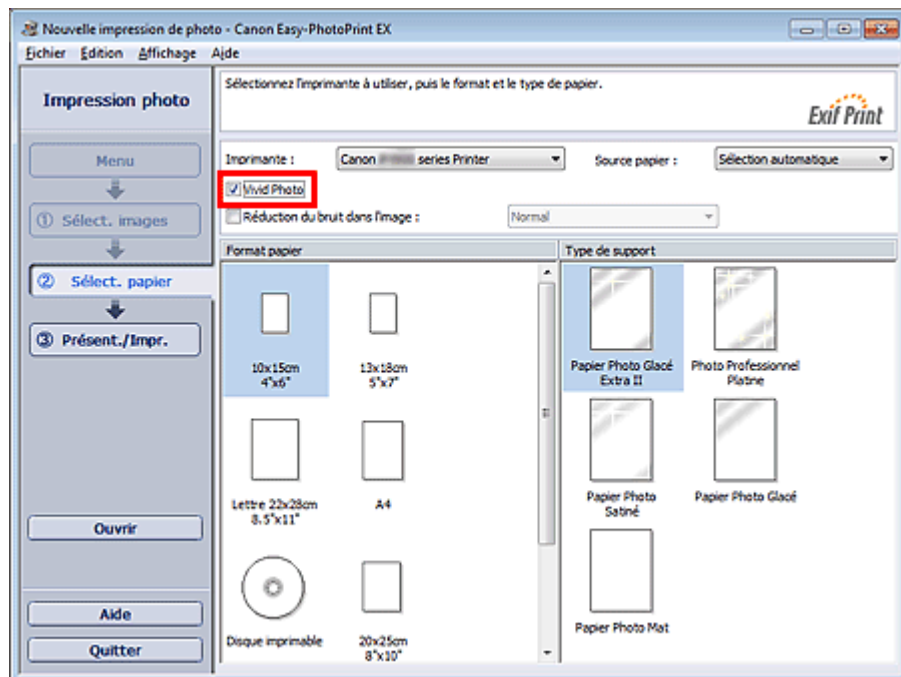 Nouvelle impression de photo - Canon Easy-PhotoPrint EX
Fichier Édition Affichage Aide
Impression photo
Sélectionnez l'imprimante à utiliser, puis le format et le type de papier.
Exif Print
Menu
① Sélect. images
② Sélect. papier
③ Présent./Impr.
Ouvrir
Aide
Quitter
Imprimante : Canon series Printer Source papier : Sélection automatique
Vivid Photo
Réduction du bruit dans l'image : Normal
Format papier
10x15cm
4"x6"
13x18cm
5"x7"
Lettre 22x28cm
8.5"x11"
A4
Disque imprimable
20x25cm
8"x10"
Type de support
Papier Photo Glacé
Extra II
Photo Professionnel
Platine
Papier Photo
Satiné
Papier Photo Glacé
Papier Photo Mat